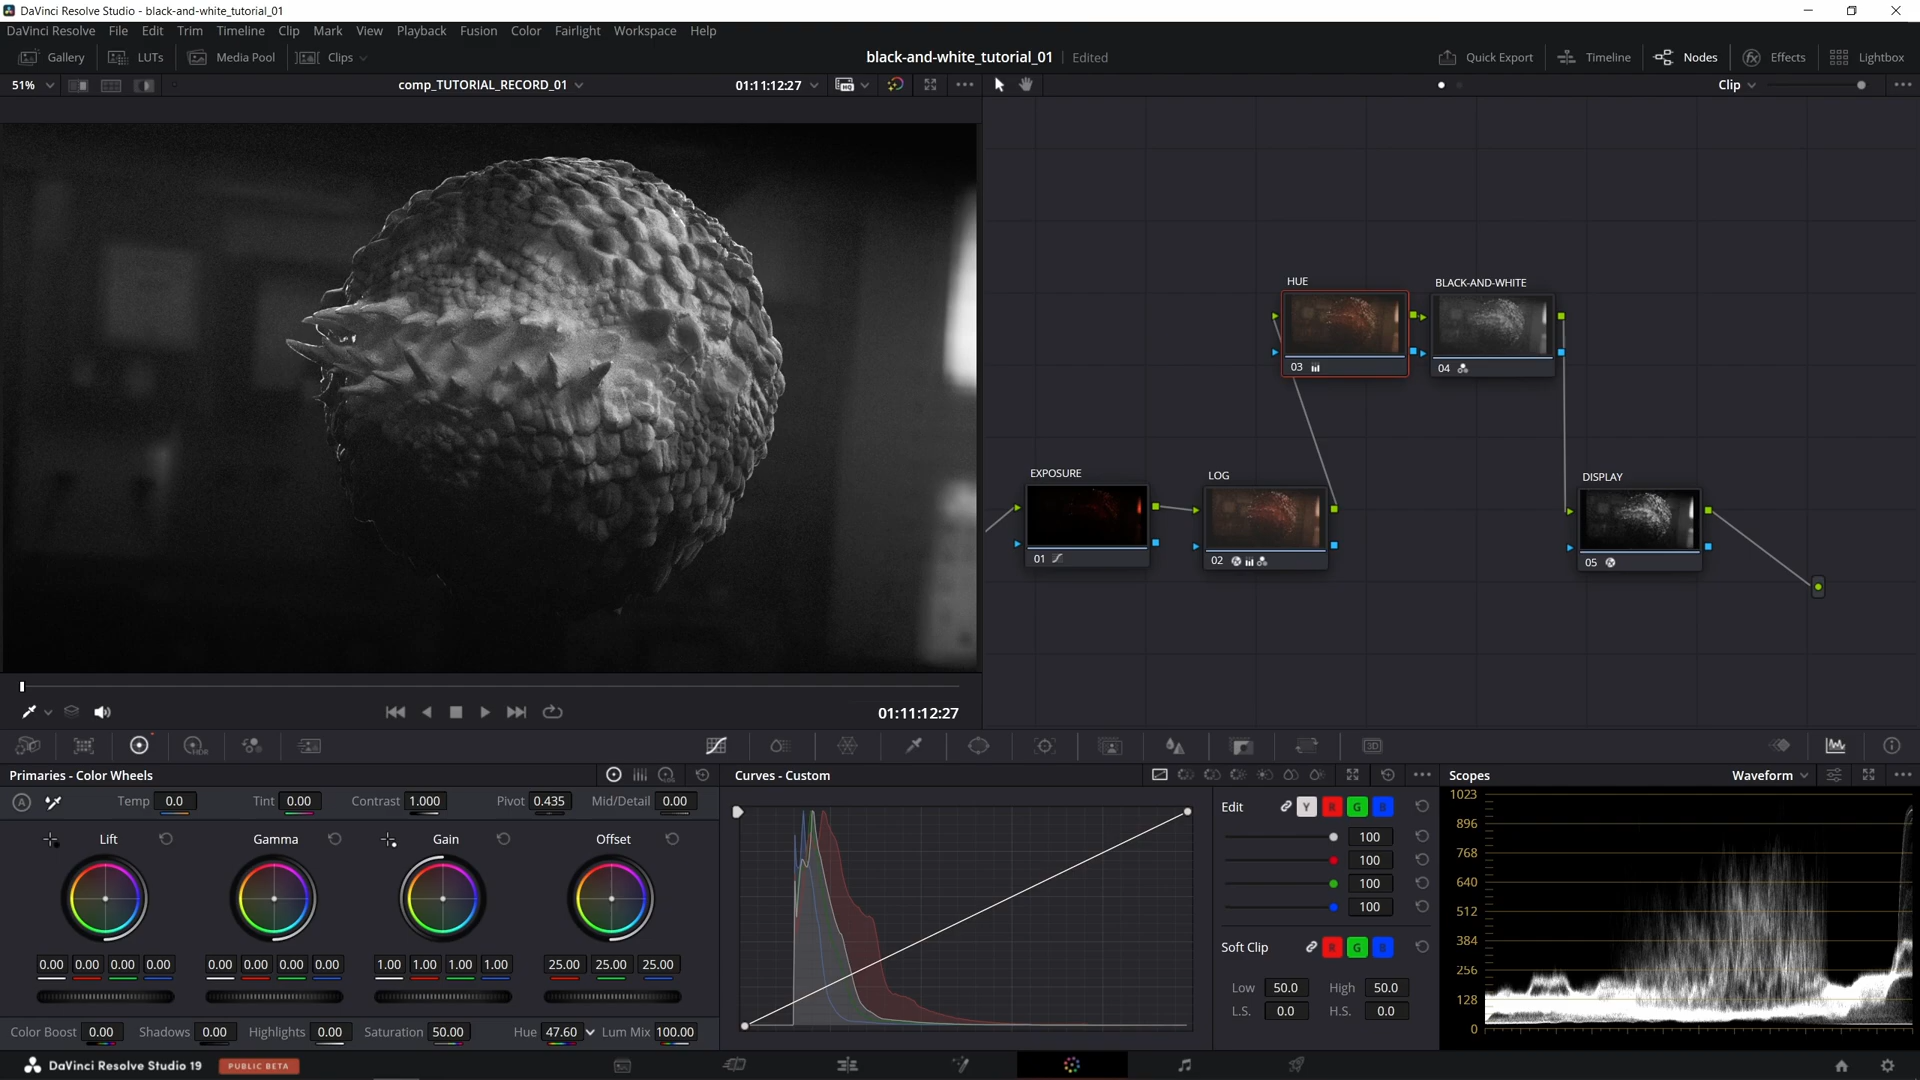 DaVinci Resolve Studio - black-and-white_tutorial_01
DaVinci Resolve File Edit Trim Timeline Clip Mark View Playback Fusion Color Fairlight Workspace Help
Gallery LUTs Media Pool Clips black-and-white_tutorial_01 Edited Quick Export Timeline Nodes Effects Lightbox
51% comp_TUTORIAL_RECORD_01 01:11:12:27 HQ Clip
HUE BLACK-AND-WHITE
03 04
EXPOSURE LOG DISPLAY
01 02 05
01:11:12:27
HDR 3D
Primaries - Color Wheels Curves - Custom Scopes Waveform
A Temp 0.0 Tint 0.00 Contrast 1.000 Pivot 0.435 Mid/Detail 0.00
Lift Gamma Gain Offset
0.00 0.00 0.00 0.00 0.00 0.00 0.00 0.00 1.00 1.00 1.00 1.00 25.00 25.00 25.00
Color Boost 0.00 Shadows 0.00 Highlights 0.00 Saturation 50.00 Hue 47.60 Lum Mix 100.00
Edit Y R G B
100
100
100
100
Soft Clip R G B
Low 50.0 High 50.0
L.S. 0.0 H.S. 0.0
1023
896
768
640
512
384
256
128
0
DaVinci Resolve Studio 19 PUBLIC BETA